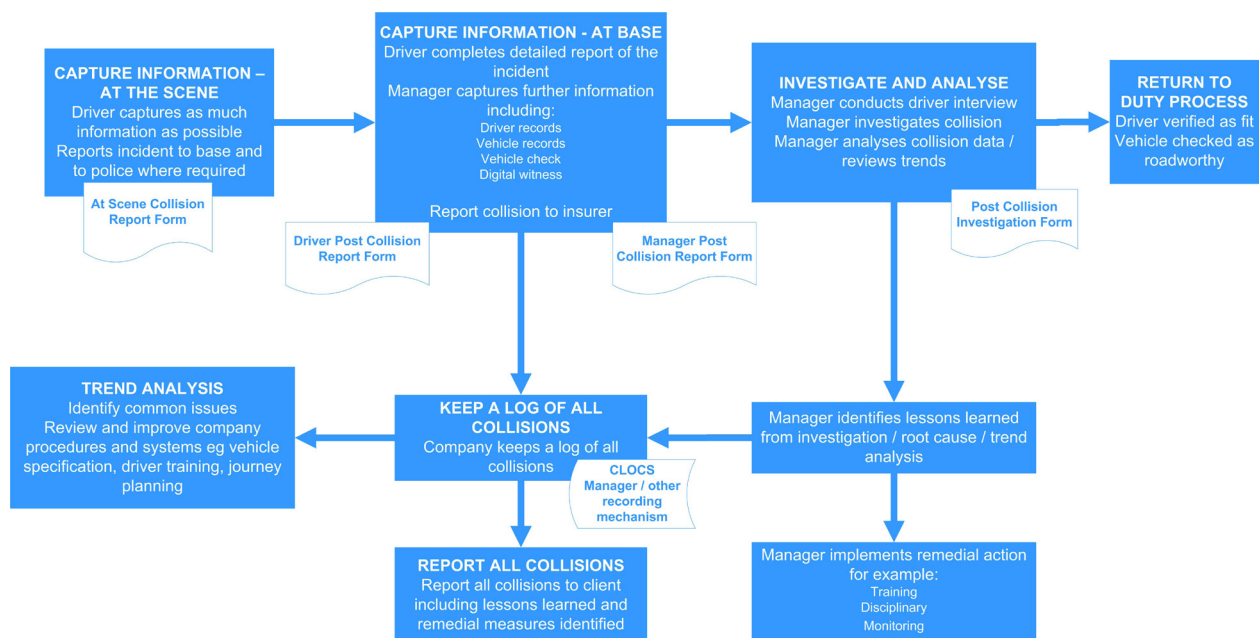 CAPTURE INFORMATION –
AT THE SCENE
Driver captures as much
information as possible
Reports incident to base and
to police where required
At Scene Collision
Report Form
CAPTURE INFORMATION - AT BASE
Driver completes detailed report of the
incident
Manager captures further information
including:
Driver records
Vehicle records
Vehicle check
Digital witness
Report collision to insurer
Driver Post Collision
Report Form
Manager Post
Collision Report Form
INVESTIGATE AND ANALYSE
Manager conducts driver interview
Manager investigates collision
Manager analyses collision data /
reviews trends
Post Collision
Investigation Form
RETURN TO
DUTY PROCESS
Driver verified as fit
Vehicle checked as
roadworthy
TREND ANALYSIS
Identify common issues
Review and improve company
procedures and systems eg vehicle
specification, driver training, journey
planning
KEEP A LOG OF ALL
COLLISIONS
Company keeps a log of all
collisions
CLOCS
Manager / other
recording
mechanism
Manager identifies lessons learned
from investigation / root cause / trend
analysis
REPORT ALL COLLISIONS
Report all collisions to client
including lessons learned and
remedial measures identified
Manager implements remedial action
for example:
Training
Disciplinary
Monitoring